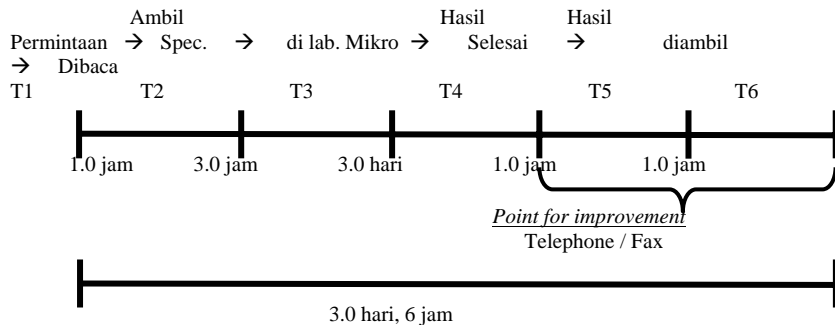 Ambil Hasil Hasil
Permintaan → Spec. → di lab. Mikro → Selesai → diambil
→ Dibaca
T1 T2 T3 T4 T5 T6
1.0 jam 3.0 jam 3.0 hari 1.0 jam 1.0 jam
Point for improvement
Telephone / Fax
3.0 hari, 6 jam